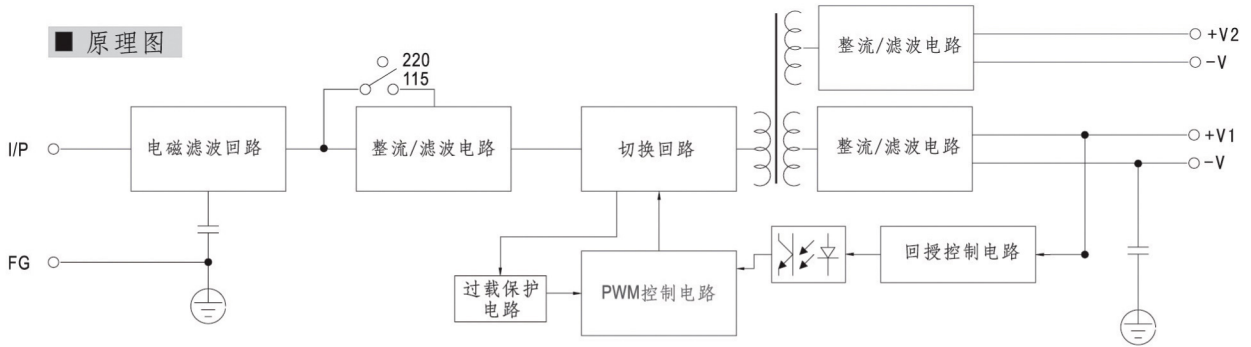 ■ 原理图
220
115
整流/滤波电路
+V2
-V
I/P
电磁滤波回路
整流/滤波电路
切换回路
整流/滤波电路
+V1
-V
FG
过载保护
电路
PWM控制电路
回授控制电路